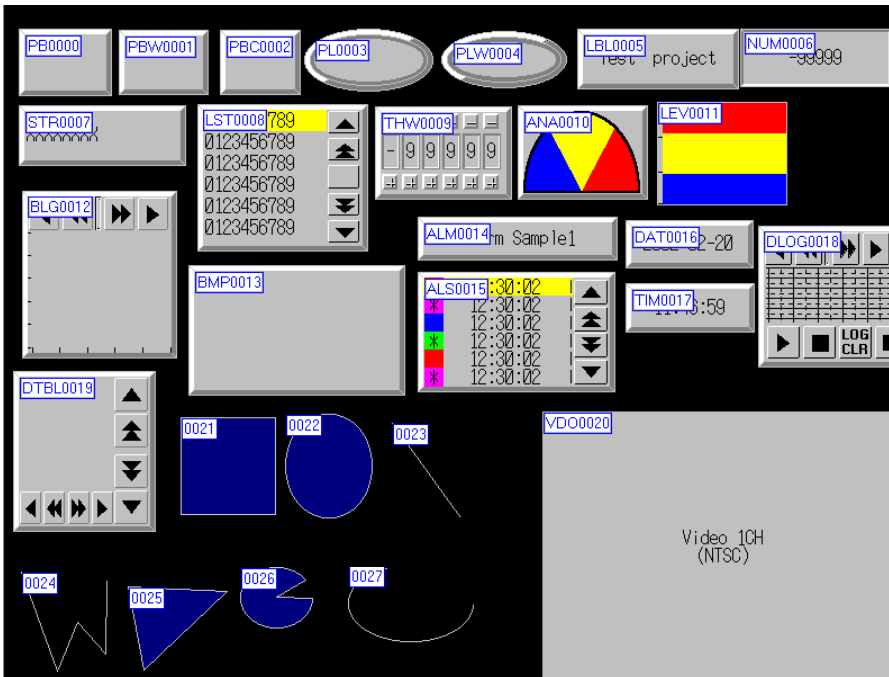 PB0000
PBW0001
PBC0002
PL0003
PLW0004
LBL0005
project
NUM0006
-99999
STR0007
LST0008 789
0123456789
0123456789
0123456789
0123456789
0123456789
THW0009
- 9 9 9 9 9
ANA0010
LEV0011
BLG0012
BMP0013
ALM0014 m Sample1
ALS0015 :30:02
* 12:30:02
12:30:02
* 12:30:02
12:30:02
* 12:30:02
DAT0016
-20
TIM0017
:59
DLOG0018
LOG
CLR
DTBL0019
0021
0022
0023
VDO0020
Video 1CH
(NTSC)
0024
0025
0026
0027